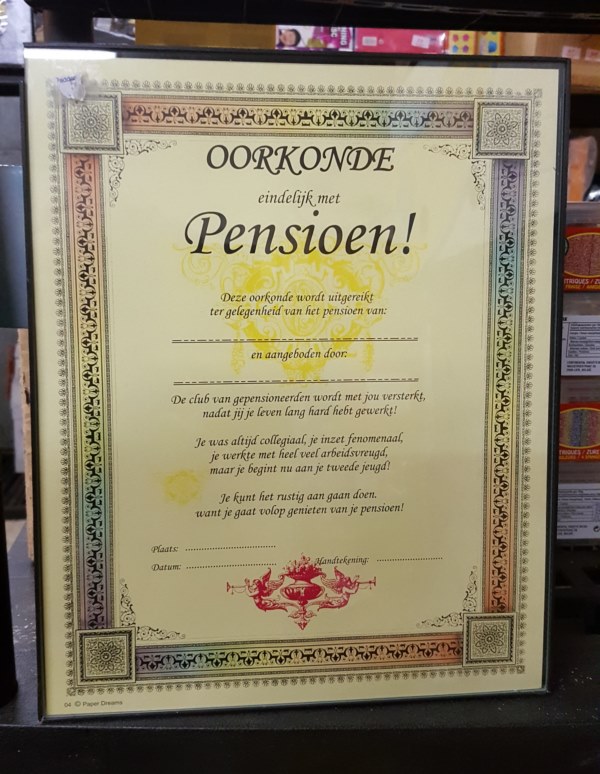 OORKONDE
eindelijk met
Pensioen!
Deze oorkonde wordt uitgereikt
ter gelegenheid van het pensioen van:
en aangeboden door:
De club van gepensioneerden wordt met jou versterkt,
nadat jij je leven lang hard hebt gewerkt!
Je was altijd collegiaal, je inzet fenomenaal,
je werkte met heel veel arbeidsvreugd,
maar je begint nu aan je tweede jeugd!
Je kunt het rustig aan gaan doen.
want je gaat volop genieten van je pensioen!
Plaats:
Datum:
Handtekening:
04 © Paper Dreams